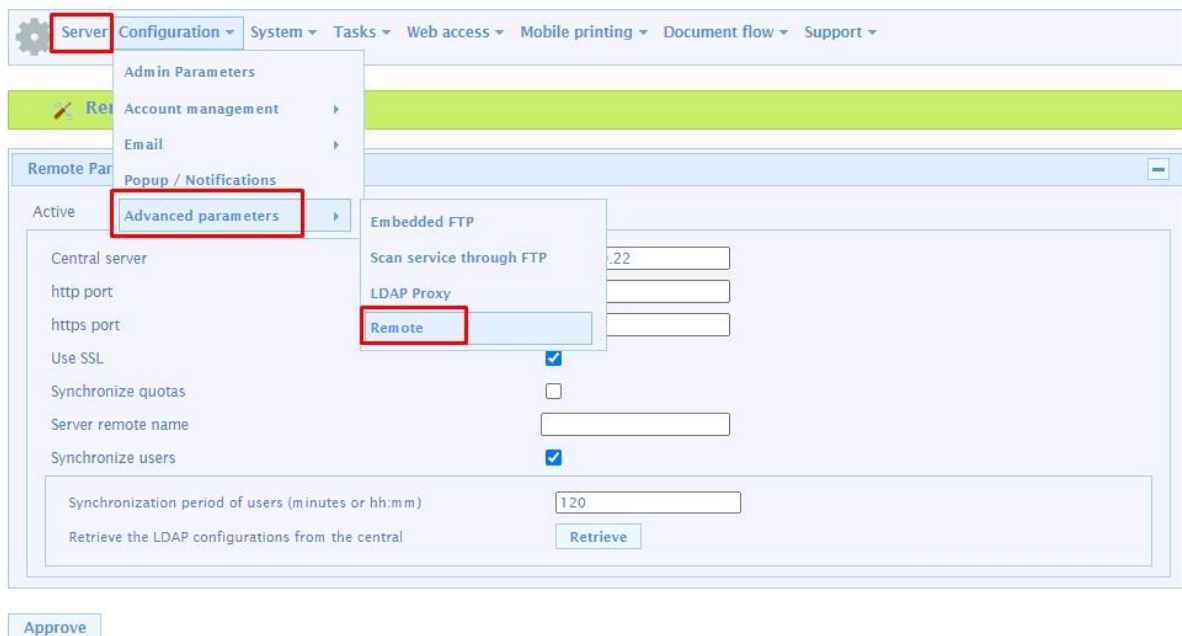 Server Configuration System Tasks Web access Mobile printing Document flow Support
Admin Parameters
Account management
Email
Popup / Notifications
Advanced parameters
Embedded FTP
Scan service through FTP
LDAP Proxy
Remote
Remote Par
Active
Central server .22
http port
https port
Use SSL
Synchronize quotas
Server remote name
Synchronize users
Synchronization period of users (minutes or hh:mm) 120
Retrieve the LDAP configurations from the central Retrieve
Approve